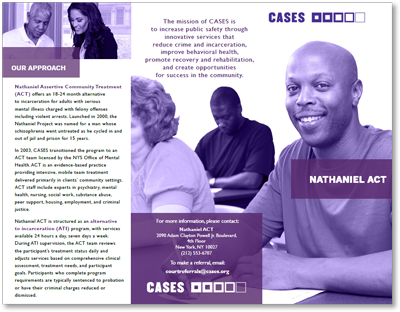 OUR APPROACH
Nathaniel Assertive Community Treatment
(ACT) offers an 18-24 month alternative
to incarceration for adults with serious
mental illness charged with felony offenses
including violent arrests. Launched in 2000, the
Nathaniel Project was named for a man whose
schizophrenia went untreated as he cycled in and
out of jail and prison for 15 years.
In 2003, CASES transitioned the program to an
ACT team licensed by the NYS Office of Mental
Health. ACT is an evidence-based practice
providing intensive, mobile team treatment
delivered primarily in clients' community settings.
ACT staff include experts in psychiatry, mental
health, nursing, social work, substance abuse,
peer support, housing, employment, and criminal
justice.
Nathaniel ACT is structured as an alternative
to incarceration (ATI) program, with services
available 24 hours a day, seven days a week.
During ATI supervision, the ACT team reviews
the participant's treatment status daily and
adjusts services based on comprehensive clinical
assessment, treatment needs, and participant
goals. Participants who complete program
requirements are typically sentenced to probation
or have their criminal charges reduced or
dismissed.
The mission of CASES is
to increase public safety through
innovative services that
reduce crime and incarceration,
improve behavioral health,
promote recovery and rehabilitation,
and create opportunities
for success in the community.
For more information, please contact:
Nathaniel ACT
2090 Adam Clayton Powell Jr. Boulevard,
4th Floor
New York, NY 10027
(212) 553-6787
To make a referral, email:
courtreferrals@cases.org
CASES
CASES
NATHANIEL ACT